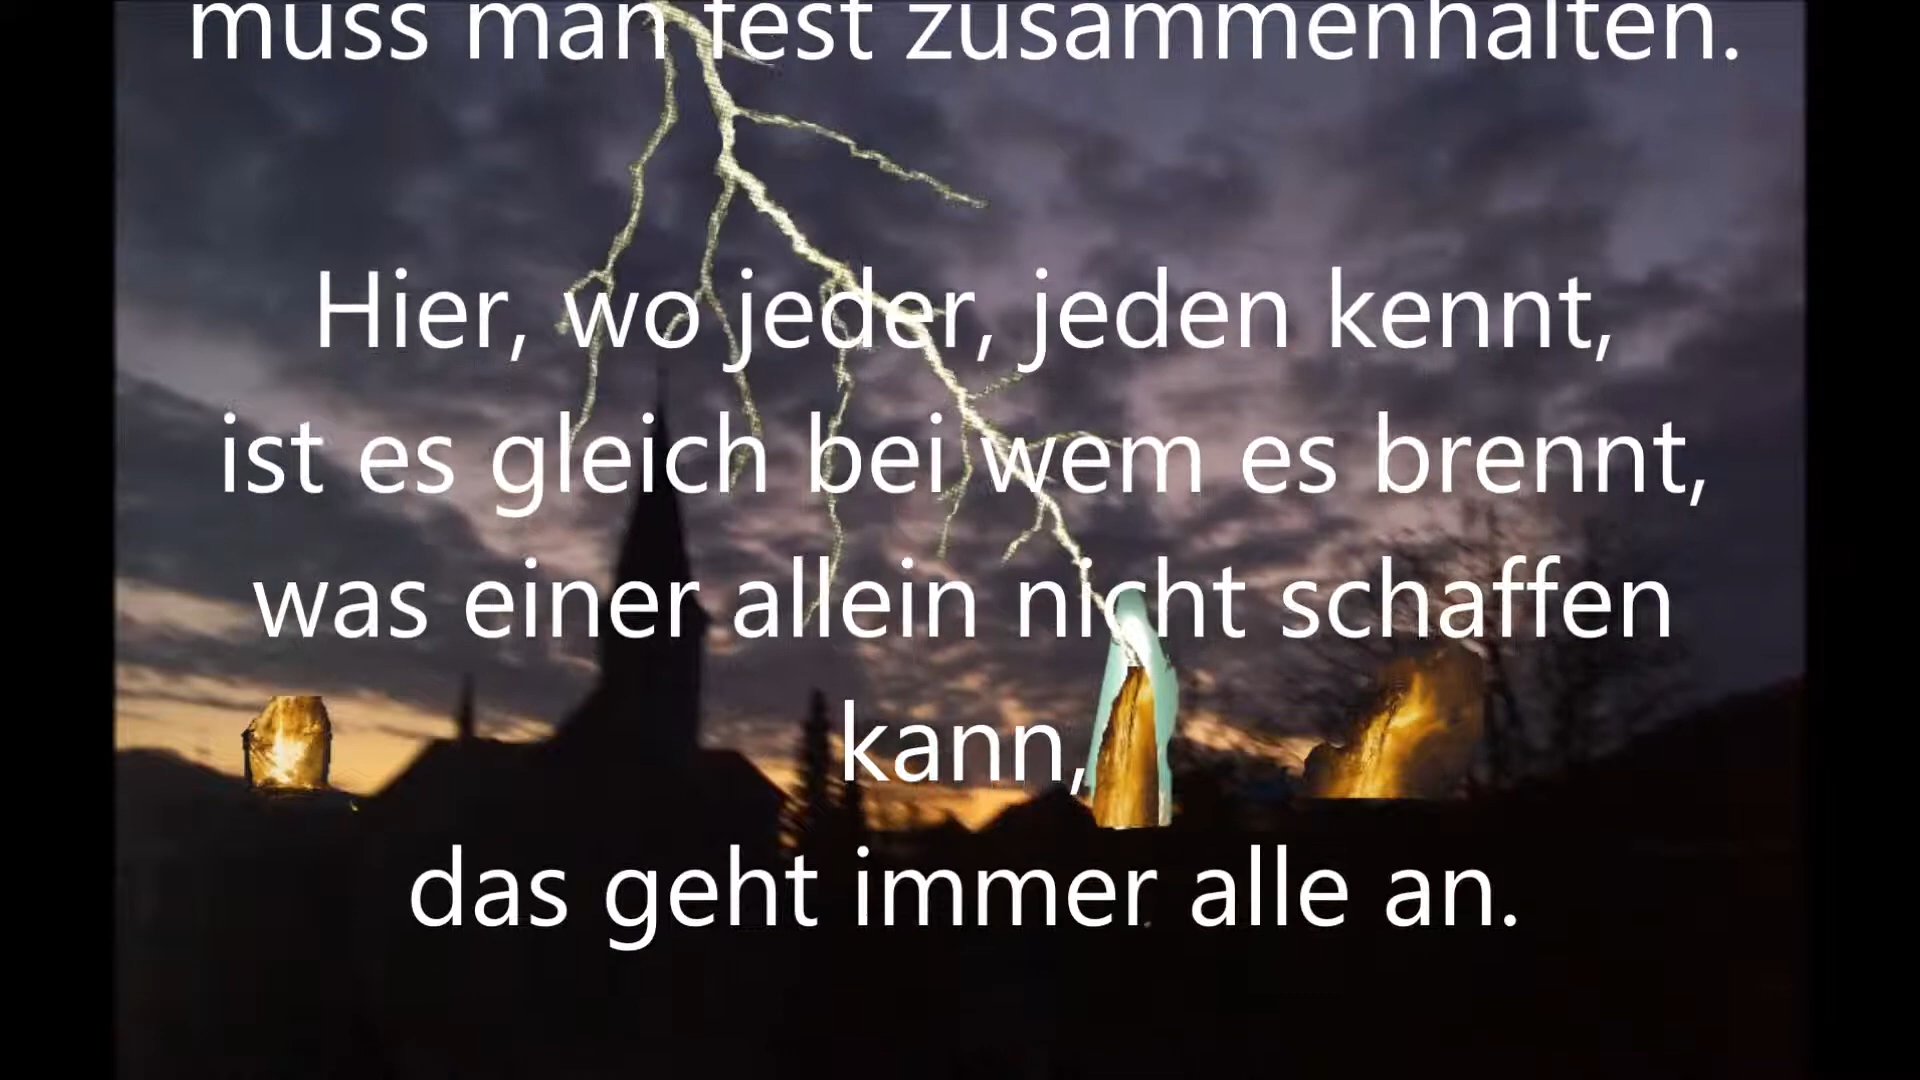 muss man fest zusammenhalten.
Hier, wo jeder, jeden kennt,
ist es gleich bei wem es brennt,
was einer allein nicht schaffen
kann,
das geht immer alle an.